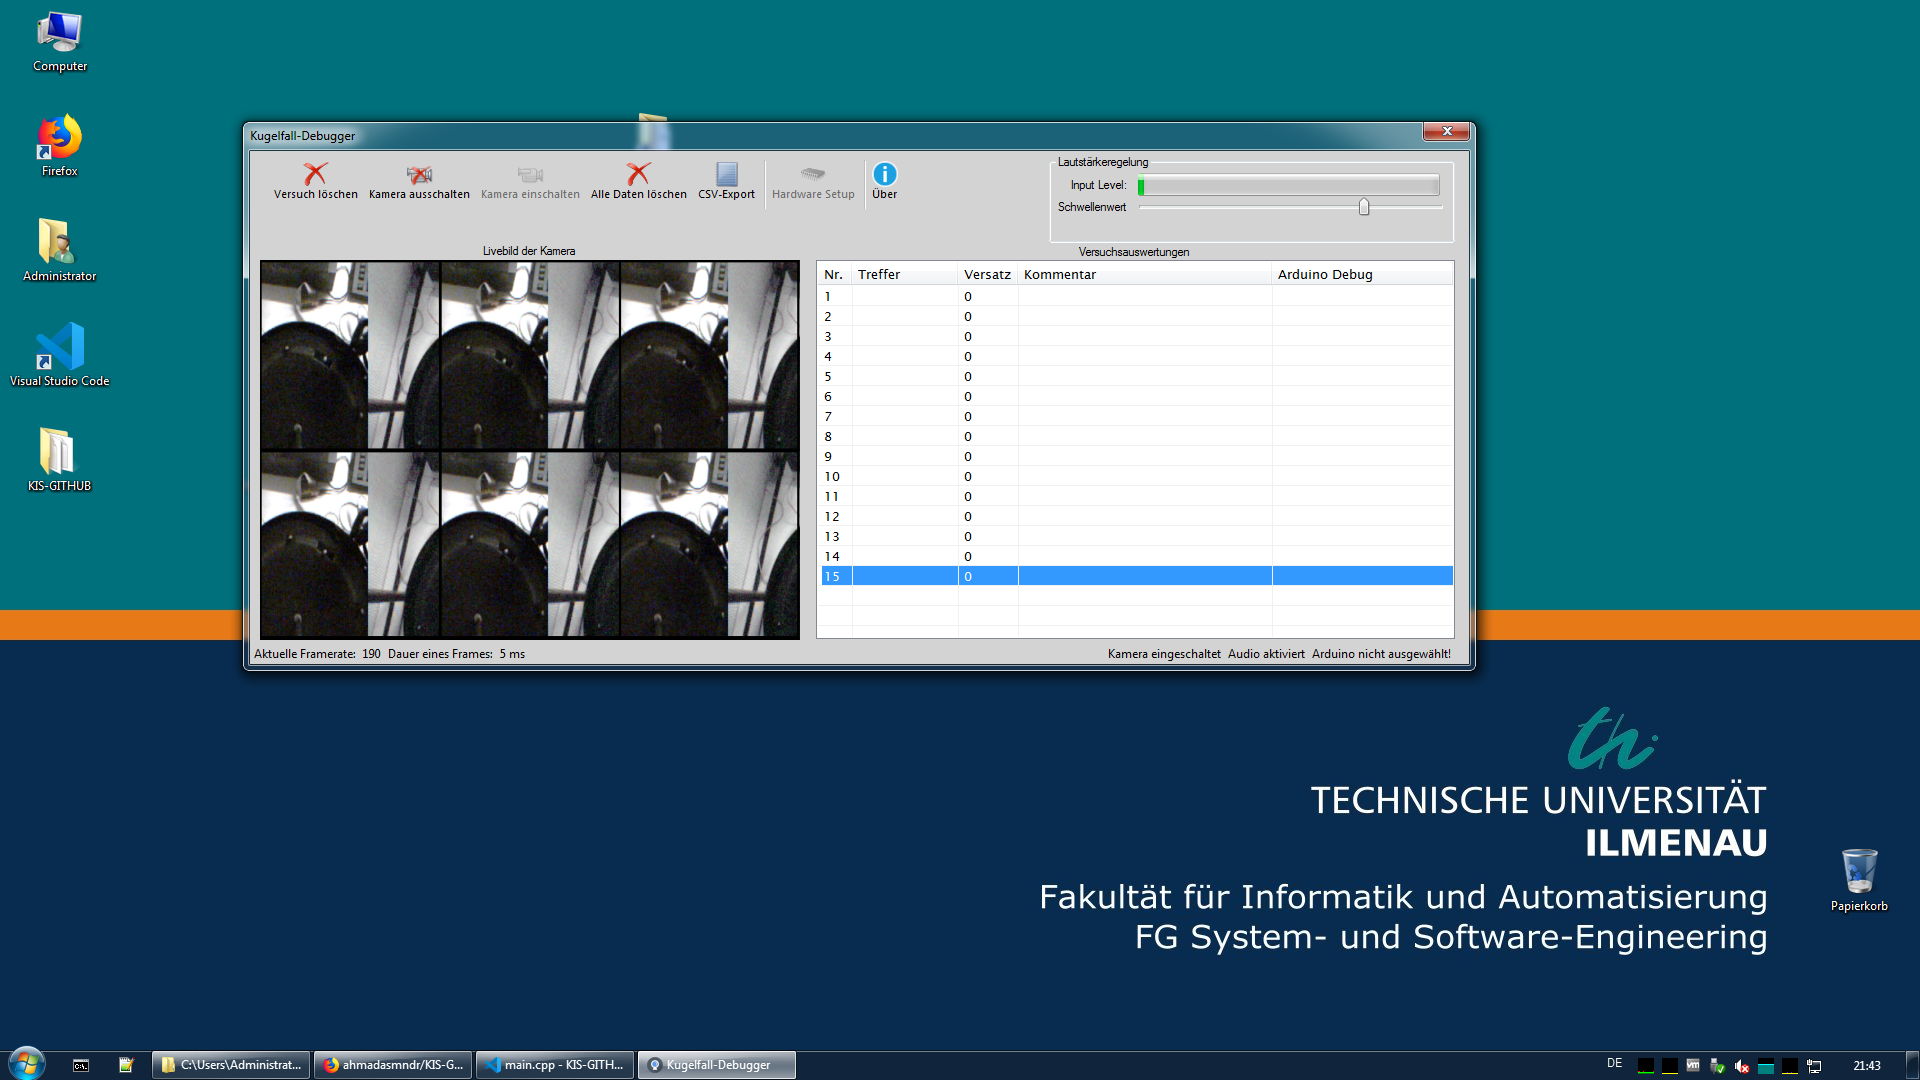 Computer
Firefox
Administrator
Visual Studio Code
KIS-GITHUB
Kugelfall-Debugger
Versuch löschen
Kamera ausschalten
Kamera einschalten
Alle Daten löschen
CSV-Export
Hardware Setup
Über
Lautstärkeregelung
Input Level:
Schwellenwert
Livebild der Kamera
Versuchsauswertungen
Nr. Treffer Versatz Kommentar Arduino Debug
1 0
2 0
3 0
4 0
5 0
6 0
7 0
8 0
9 0
10 0
11 0
12 0
13 0
14 0
15 0
Aktuelle Framerate: 190 Dauer eines Frames: 5 ms
Kamera eingeschaltet Audio aktiviert Arduino nicht ausgewählt!
th
TECHNISCHE UNIVERSITÄT
ILMENAU
Fakultät für Informatik und Automatisierung
FG System- und Software-Engineering
Papierkorb
C:\Users\Administrat...
ahmadasmndr/KIS-G...
main.cpp - KIS-GITH...
Kugelfall-Debugger
DE
21:43